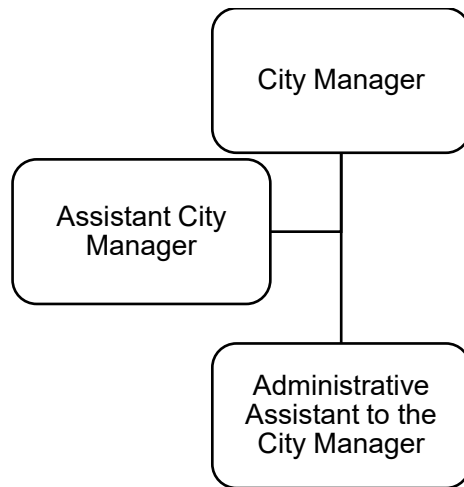 City Manager
Assistant City
Manager
Administrative
Assistant to the
City Manager